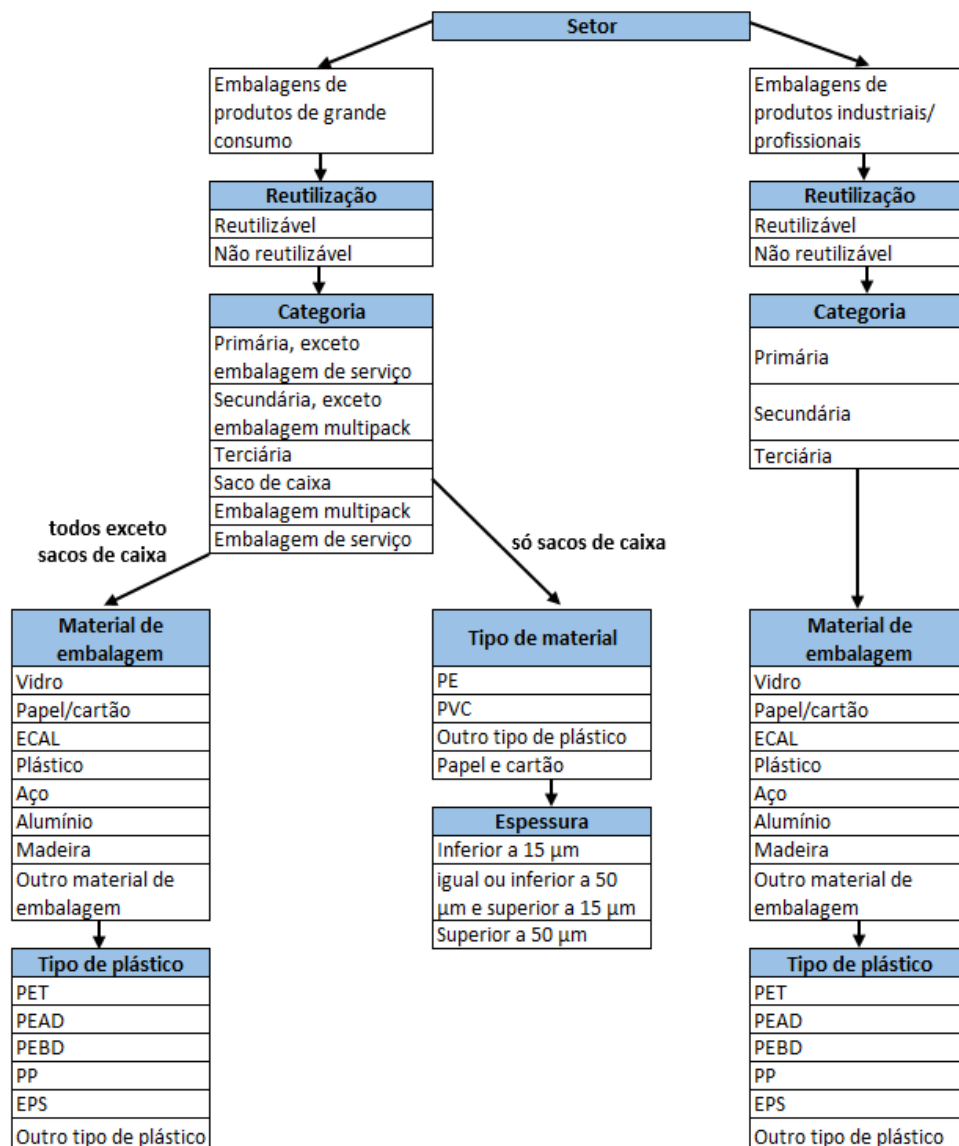 Setor
Embalagens de
produtos de grande
consumo
Embalagens de
produtos industriais/
profissionais
Reutilização
Reutilizável
Não reutilizável
Reutilização
Reutilizável
Não reutilizável
Categoria
Primária, exceto
embalagem de serviço
Secundária, exceto
embalagem multipack
Terciária
Saco de caixa
Embalagem multipack
Embalagem de serviço
Categoria
Primária
Secundária
Terciária
todos exceto
sacos de caixa
só sacos de caixa
Material de
embalagem
Vidro
Papel/cartão
ECAL
Plástico
Aço
Alumínio
Madeira
Outro material de
embalagem
Tipo de plástico
PET
PEAD
PEBD
PP
EPS
Outro tipo de plástico
Tipo de material
PE
PVC
Outro tipo de plástico
Papel e cartão
Espessura
Inferior a 15 µm
igual ou inferior a 50
µm e superior a 15 µm
Superior a 50 µm
Material de
embalagem
Vidro
Papel/cartão
ECAL
Plástico
Aço
Alumínio
Madeira
Outro material de
embalagem
Tipo de plástico
PET
PEAD
PEBD
PP
EPS
Outro tipo de plástico